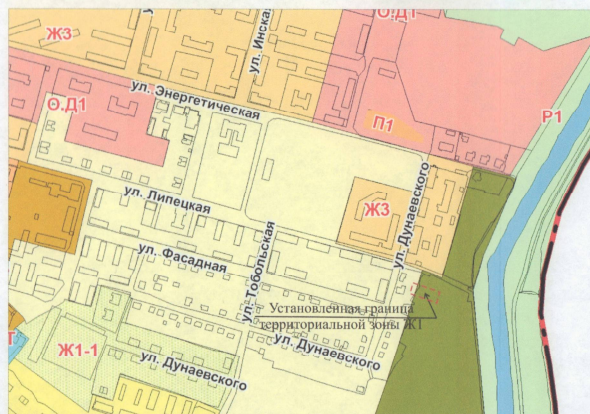 О.Д1
Ж3
ул. Инская
О.Д1
ул. Энергетическая
П1
Р1
ул. Липецкая
Ж3
ул. Дунаевского
ул. Фасадная
ул. Тобольская
Установленная граница
территориальной зоны Ж1
Ж1-1
ул. Дунаевского
ул. Дунаевского